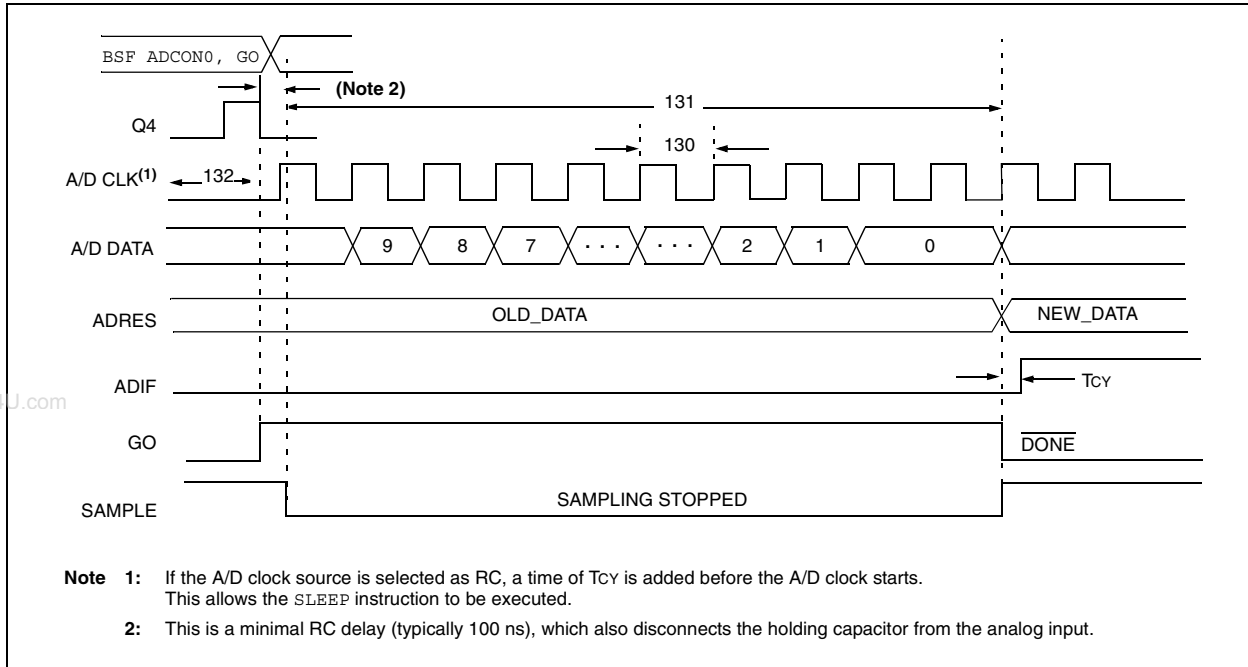 BSF ADCON0, GO
(Note 2)
131
Q4
130
A/D CLK(1)
132
A/D DATA
9 8 7 · · · · · · 2 1 0
ADRES
OLD_DATA
NEW_DATA
ADIF
TCY
GO
DONE
SAMPLE
SAMPLING STOPPED
Note 1: If the A/D clock source is selected as RC, a time of TCY is added before the A/D clock starts.
This allows the SLEEP instruction to be executed.
2: This is a minimal RC delay (typically 100 ns), which also disconnects the holding capacitor from the analog input.
U.com